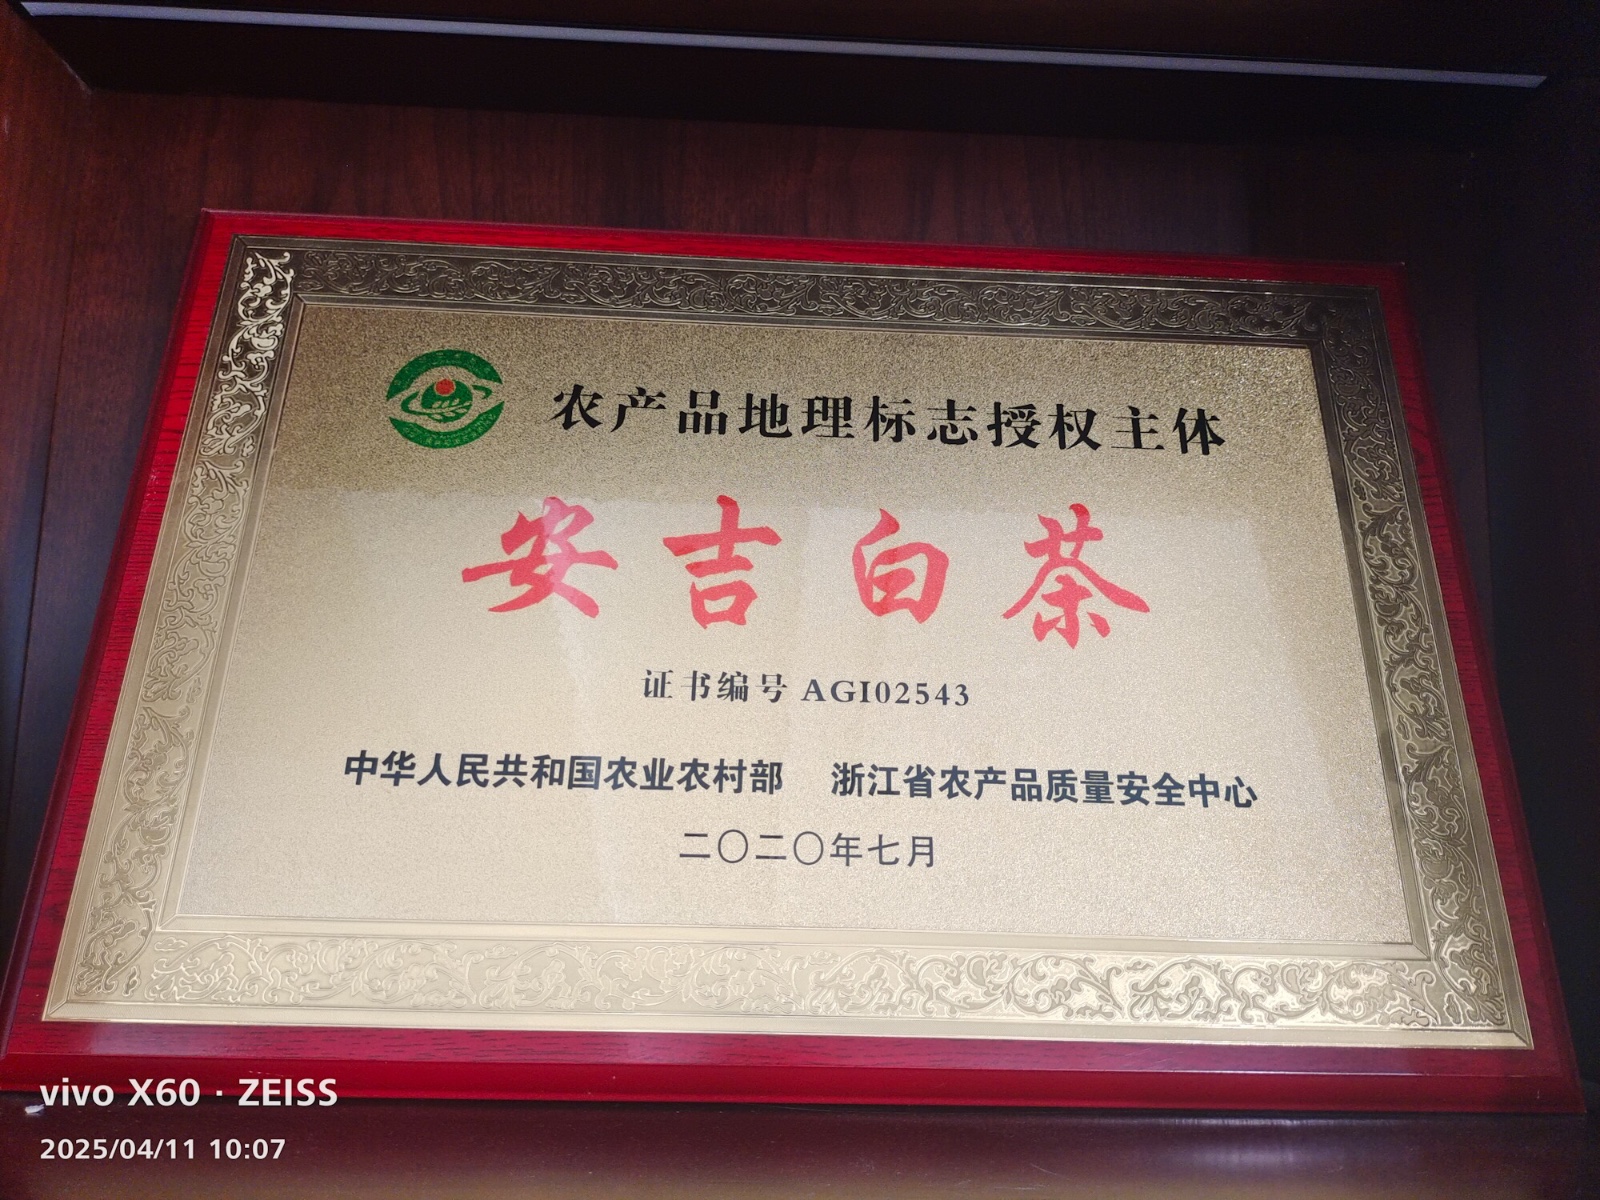 农产品地理标志授权主体
安吉白茶
证书编号 AGI02543
中华人民共和国农业农村部 浙江省农产品质量安全中心
二〇二〇年七月
vivo X60 · ZEISS
2025/04/11 10:07